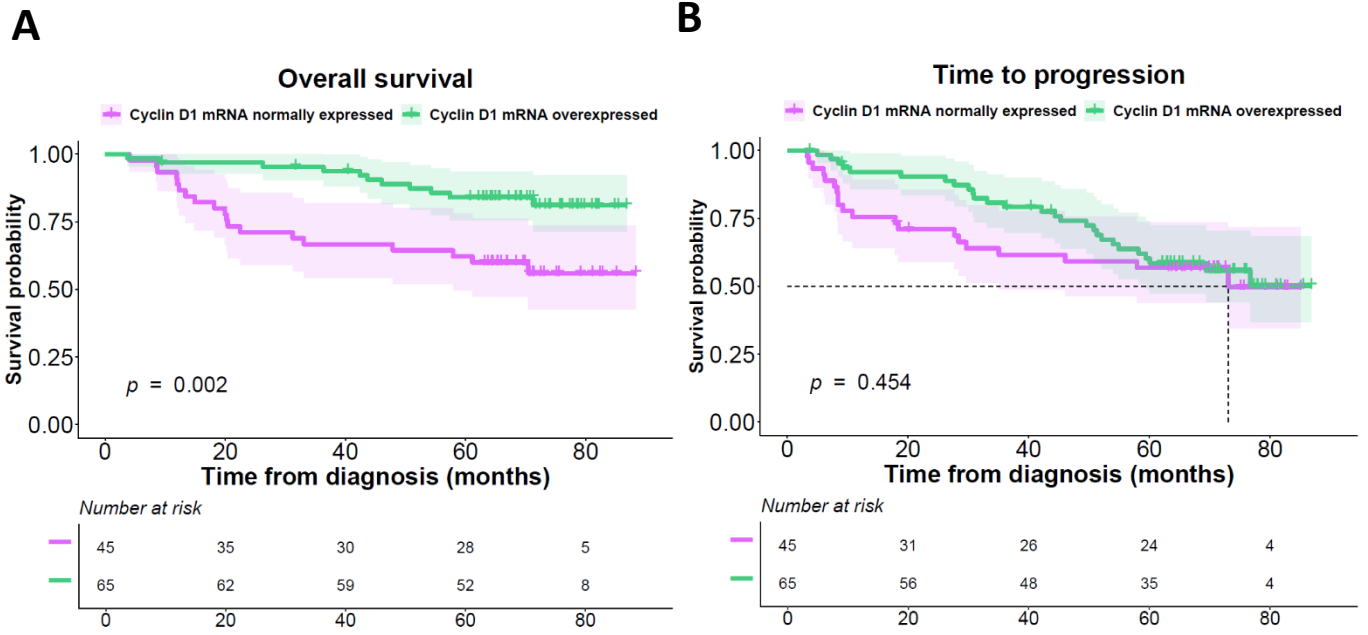 A
Overall survival
Cyclin D1 mRNA normally expressed Cyclin D1 mRNA overexpressed
Survival probability
1.00
0.75
0.50
0.25
0.00
p = 0.002
0 20 40 60 80
Time from diagnosis (months)
Number at risk
45 35 30 28 5
65 62 59 52 8
0 20 40 60 80
B
Time to progression
Cyclin D1 mRNA normally expressed Cyclin D1 mRNA overexpressed
Survival probability
1.00
0.75
0.50
0.25
0.00
p = 0.454
0 20 40 60 80
Time from diagnosis (months)
Number at risk
45 31 26 24 4
65 56 48 35 4
0 20 40 60 80